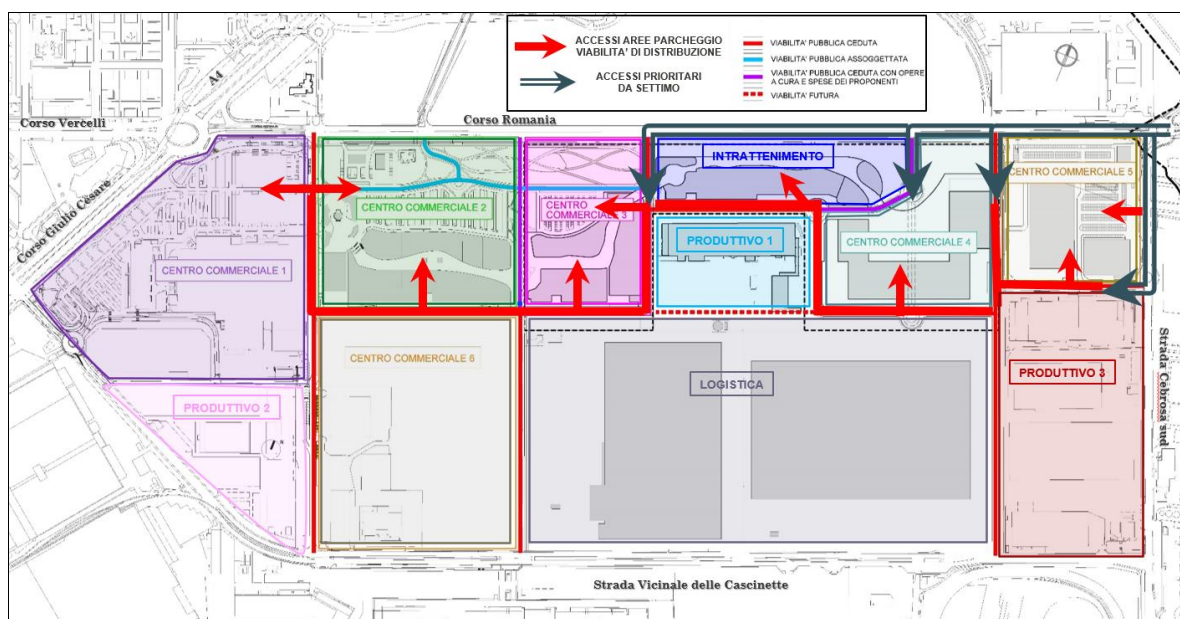 ACCESSI AREE PARCHEGGIO
VIABILITA' DI DISTRIBUZIONE
ACCESSI PRIORITARI
DA SETTIMO
VIABILITA' PUBBLICA CEDUTA
VIABILITA' PUBBLICA ASSOGGETTATA
VIABILITA' PUBBLICA CEDUTA CON OPERE
A CURA E SPESE DEI PROPONENTI
VIABILITA' FUTURA
A4
Corso Vercelli
Corso Romania
Corso Giulio Cesare
INTRATTENIMENTO
CENTRO COMMERCIALE 5
CENTRO COMMERCIALE 2
CENTRO
COMMERCIALE 3
PRODUTTIVO 1
CENTRO COMMERCIALE 4
CENTRO COMMERCIALE 1
CENTRO COMMERCIALE 6
LOGISTICA
PRODUTTIVO 3
PRODUTTIVO 2
Strada Cebrosa sud
Strada Vicinale delle Cascinette